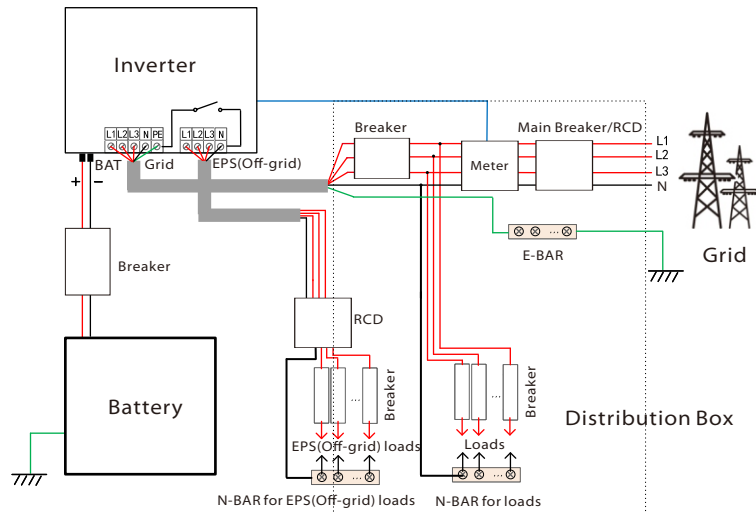 Inverter
L1 L2 L3 N PE
L1 L2 L3 N
BAT
Grid
EPS(Off-grid)
+
−
Breaker
Battery
Breaker
Meter
Main Breaker/RCD
L1
L2
L3
N
Grid
E-BAR
...
RCD
...
Breaker
EPS(Off-grid) loads
...
N-BAR for EPS(Off-grid) loads
...
Breaker
Loads
...
N-BAR for loads
Distribution Box